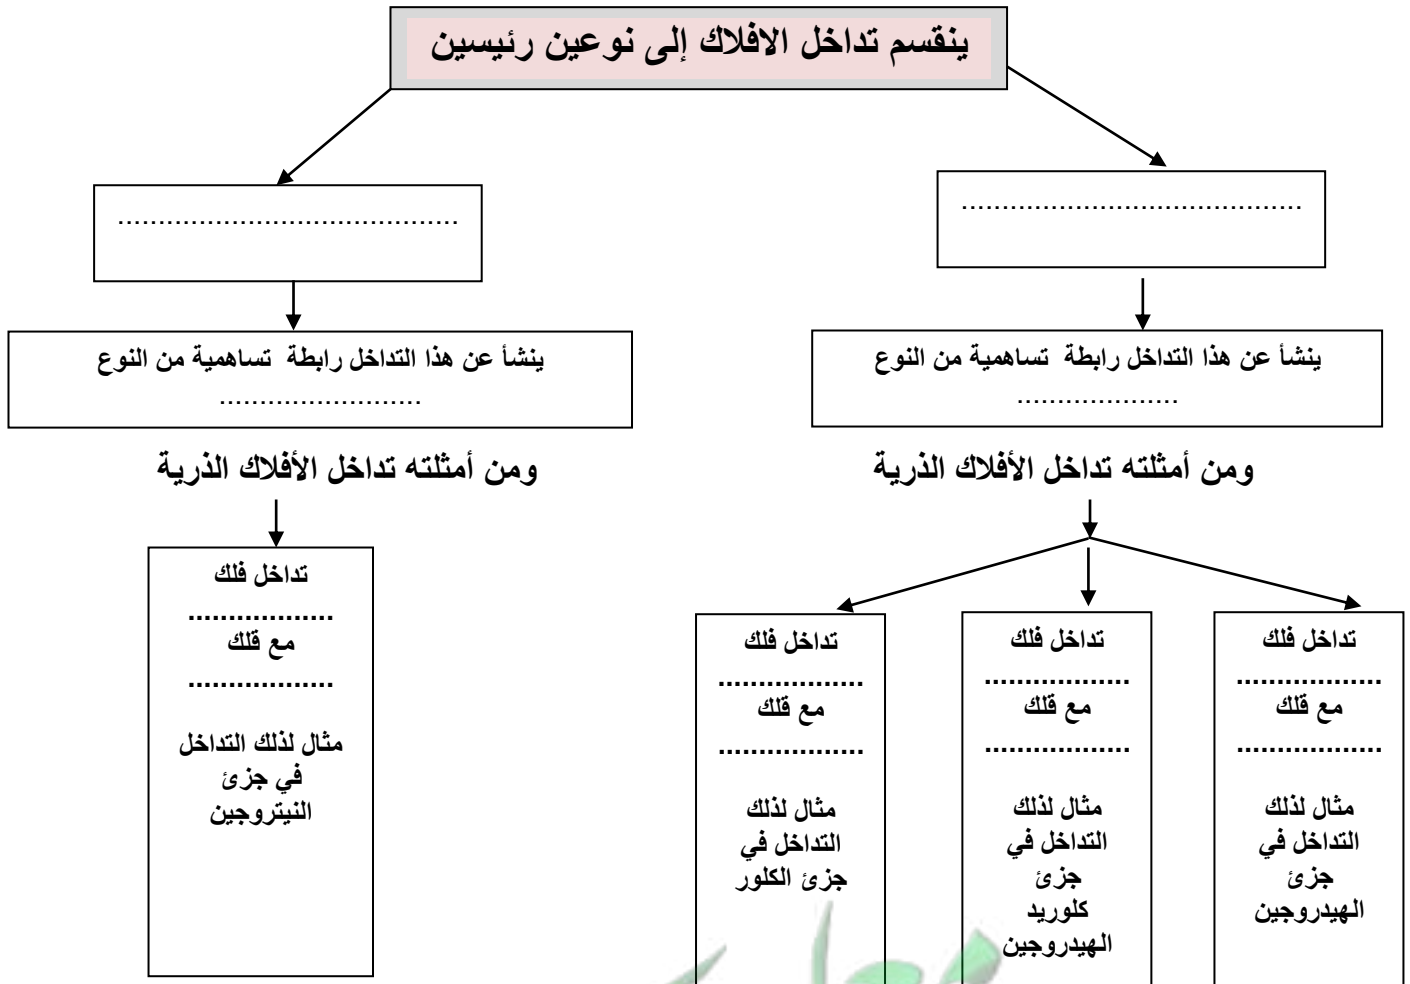 ينقسم تداخل الافلاك إلى نوعين رئيسين
..........................................
..........................................
ينشأ عن هذا التداخل رابطة تساهمية من النوع
....................
ينشأ عن هذا التداخل رابطة تساهمية من النوع
.........................
ومن أمثلته تداخل الأفلاك الذرية
ومن أمثلته تداخل الأفلاك الذرية
تداخل فلك
..................
مع قلك
..................
مثال لذلك
التداخل في
جزئ
الهيدروجين
تداخل فلك
..................
مع قلك
..................
مثال لذلك
التداخل في
جزئ
كلوريد
الهيدروجين
تداخل فلك
..................
مع قلك
..................
مثال لذلك
التداخل في
جزئ الكلور
تداخل فلك
..................
مع قلك
..................
مثال لذلك التداخل
في جزئ
النيتروجين